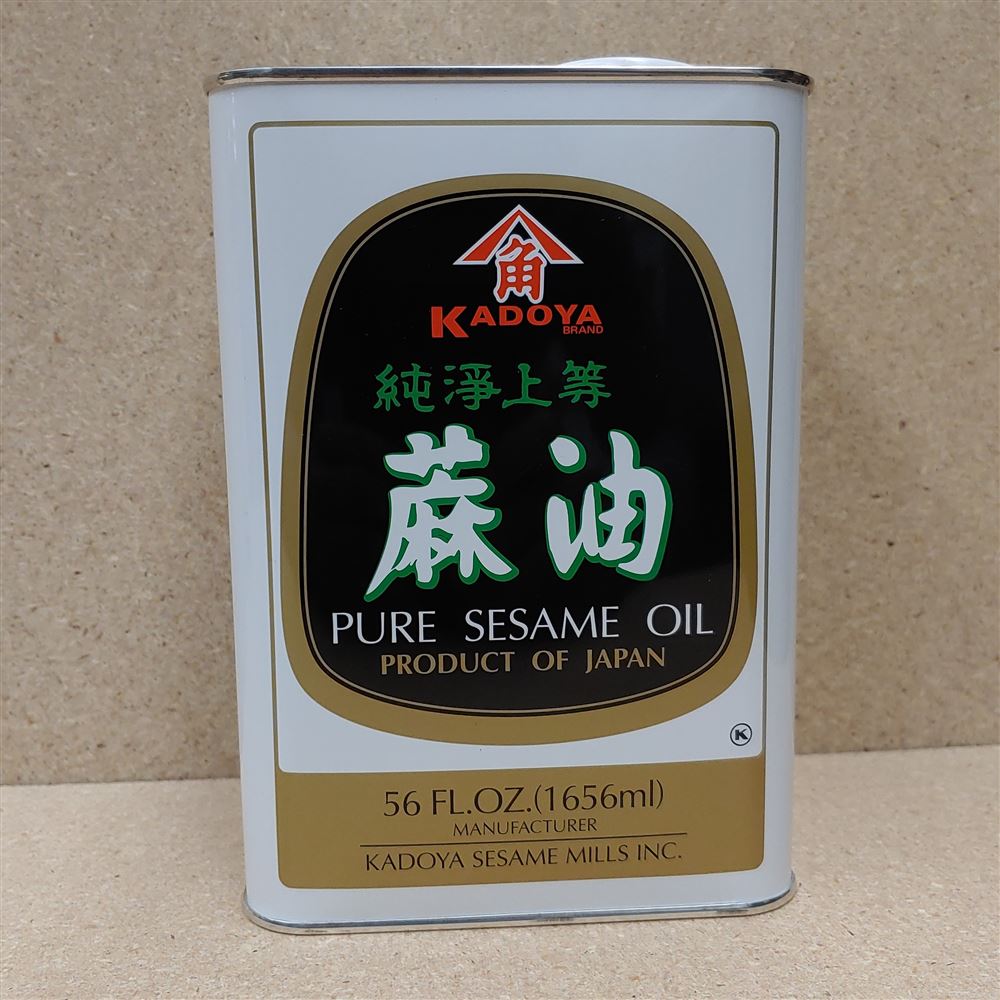 角
KADOYA
BRAND
純淨上等
蔴油
PURE SESAME OIL
PRODUCT OF JAPAN
K
56 FL.OZ.(1656ml)
MANUFACTURER
KADOYA SESAME MILLS INC.